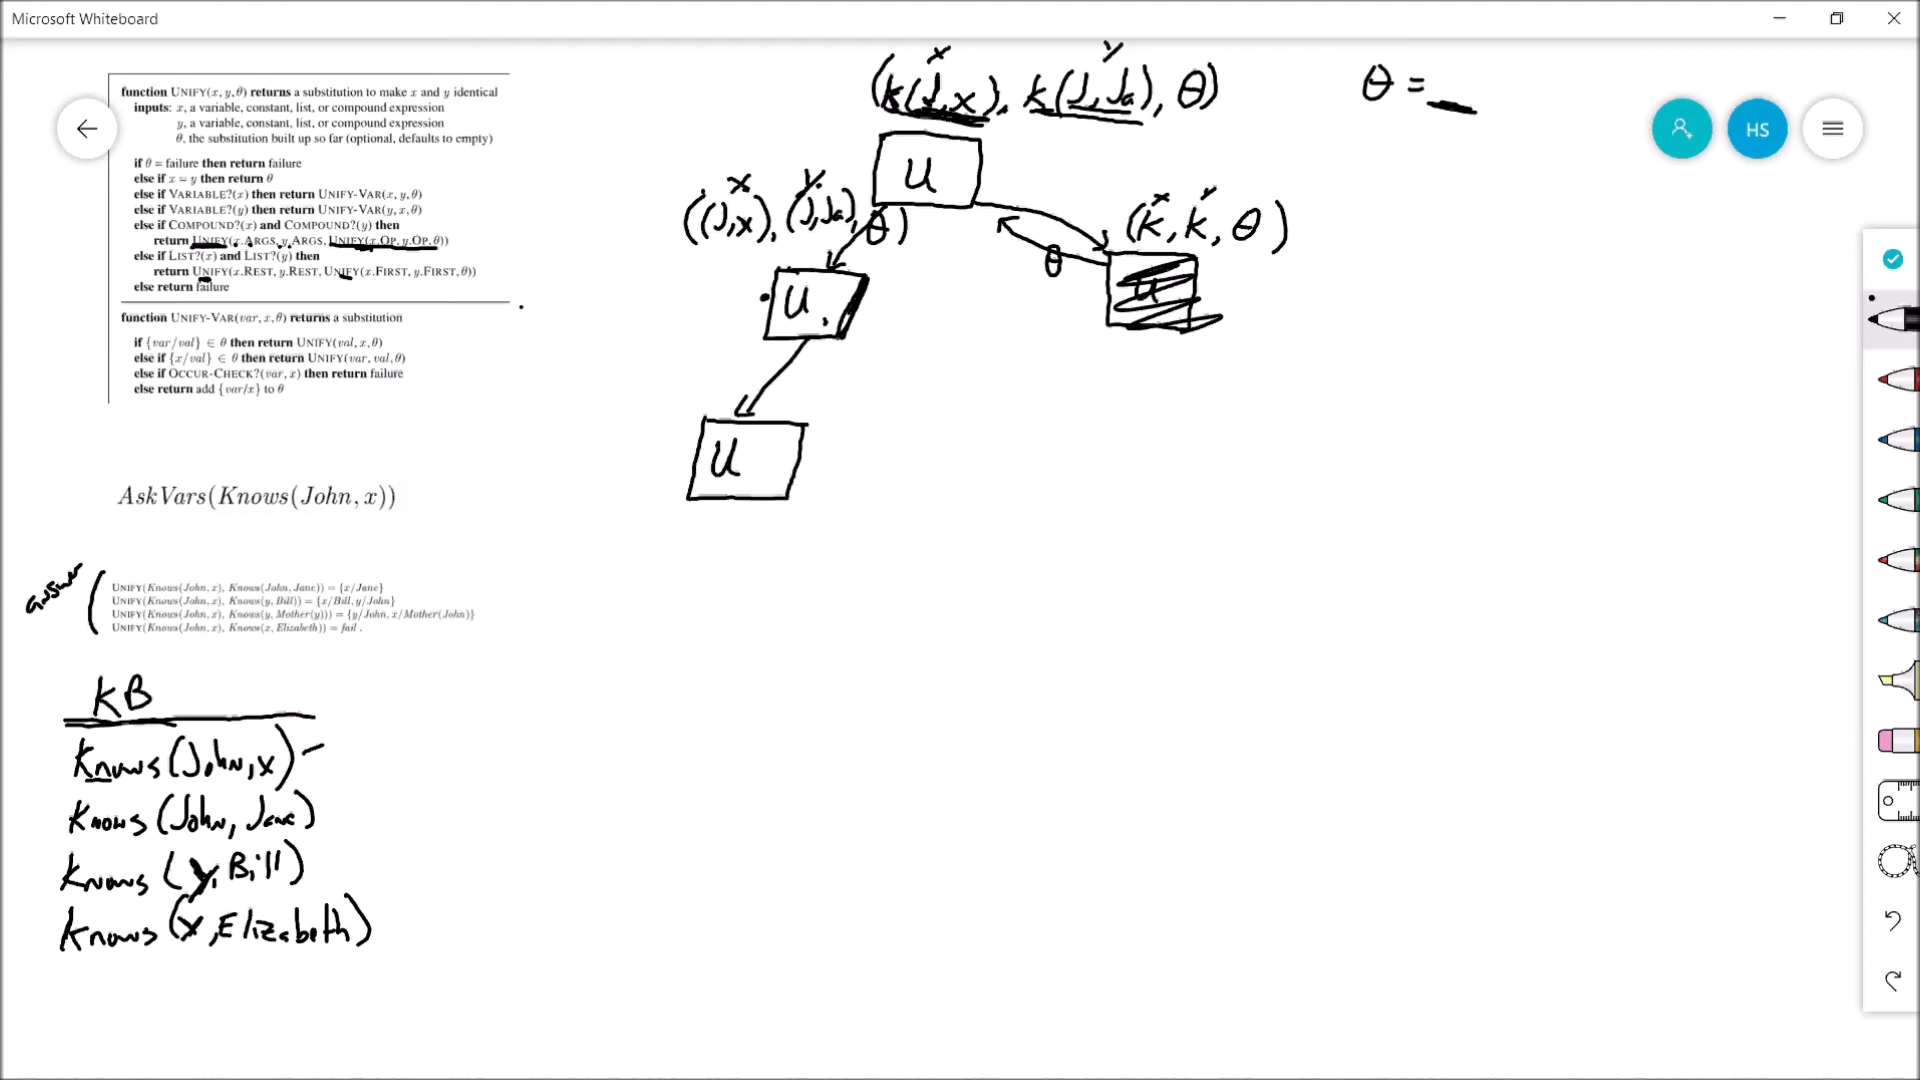 Microsoft Whiteboard
function UNIFY(x, y, θ) returns a substitution to make x and y identical
inputs: x, a variable, constant, list, or compound expression
y, a variable, constant, list, or compound expression
θ, the substitution built up so far (optional, defaults to empty)
if θ = failure then return failure
else if x = y then return θ
else if VARIABLE?(x) then return UNIFY-VAR(x, y, θ)
else if VARIABLE?(y) then return UNIFY-VAR(y, x, θ)
else if COMPOUND?(x) and COMPOUND?(y) then
return UNIFY(x.ARGS, y.ARGS, UNIFY(x.OP, y.OP, θ))
else if LIST?(x) and LIST?(y) then
return UNIFY(x.REST, y.REST, UNIFY(x.FIRST, y.FIRST, θ))
else return failure
function UNIFY-VAR(var, x, θ) returns a substitution
if {var/val} ∈ θ then return UNIFY(val, x, θ)
else if {x/val} ∈ θ then return UNIFY(var, val, θ)
else if OCCUR-CHECK?(var, x) then return failure
else return add {var/x} to θ
AskVars(Knows(John, x))
answer
UNIFY(Knows(John, x), Knows(John, Jane)) = {x/Jane}
UNIFY(Knows(John, x), Knows(y, Bill)) = {x/Bill, y/John}
UNIFY(Knows(John, x), Knows(y, Mother(y))) = {y/John, x/Mother(John)}
UNIFY(Knows(John, x), Knows(x, Elizabeth)) = fail .
KB
Knows(John, x)
Knows(John, Jane)
Knows(y, Bill)
Knows(x, Elizabeth)
x y
(K(J, x), K(J, Ja), θ)
θ =
U
x y
((J, x), (J, Ja), θ)
x y
(K, K, θ)
θ
U
U
U
HS